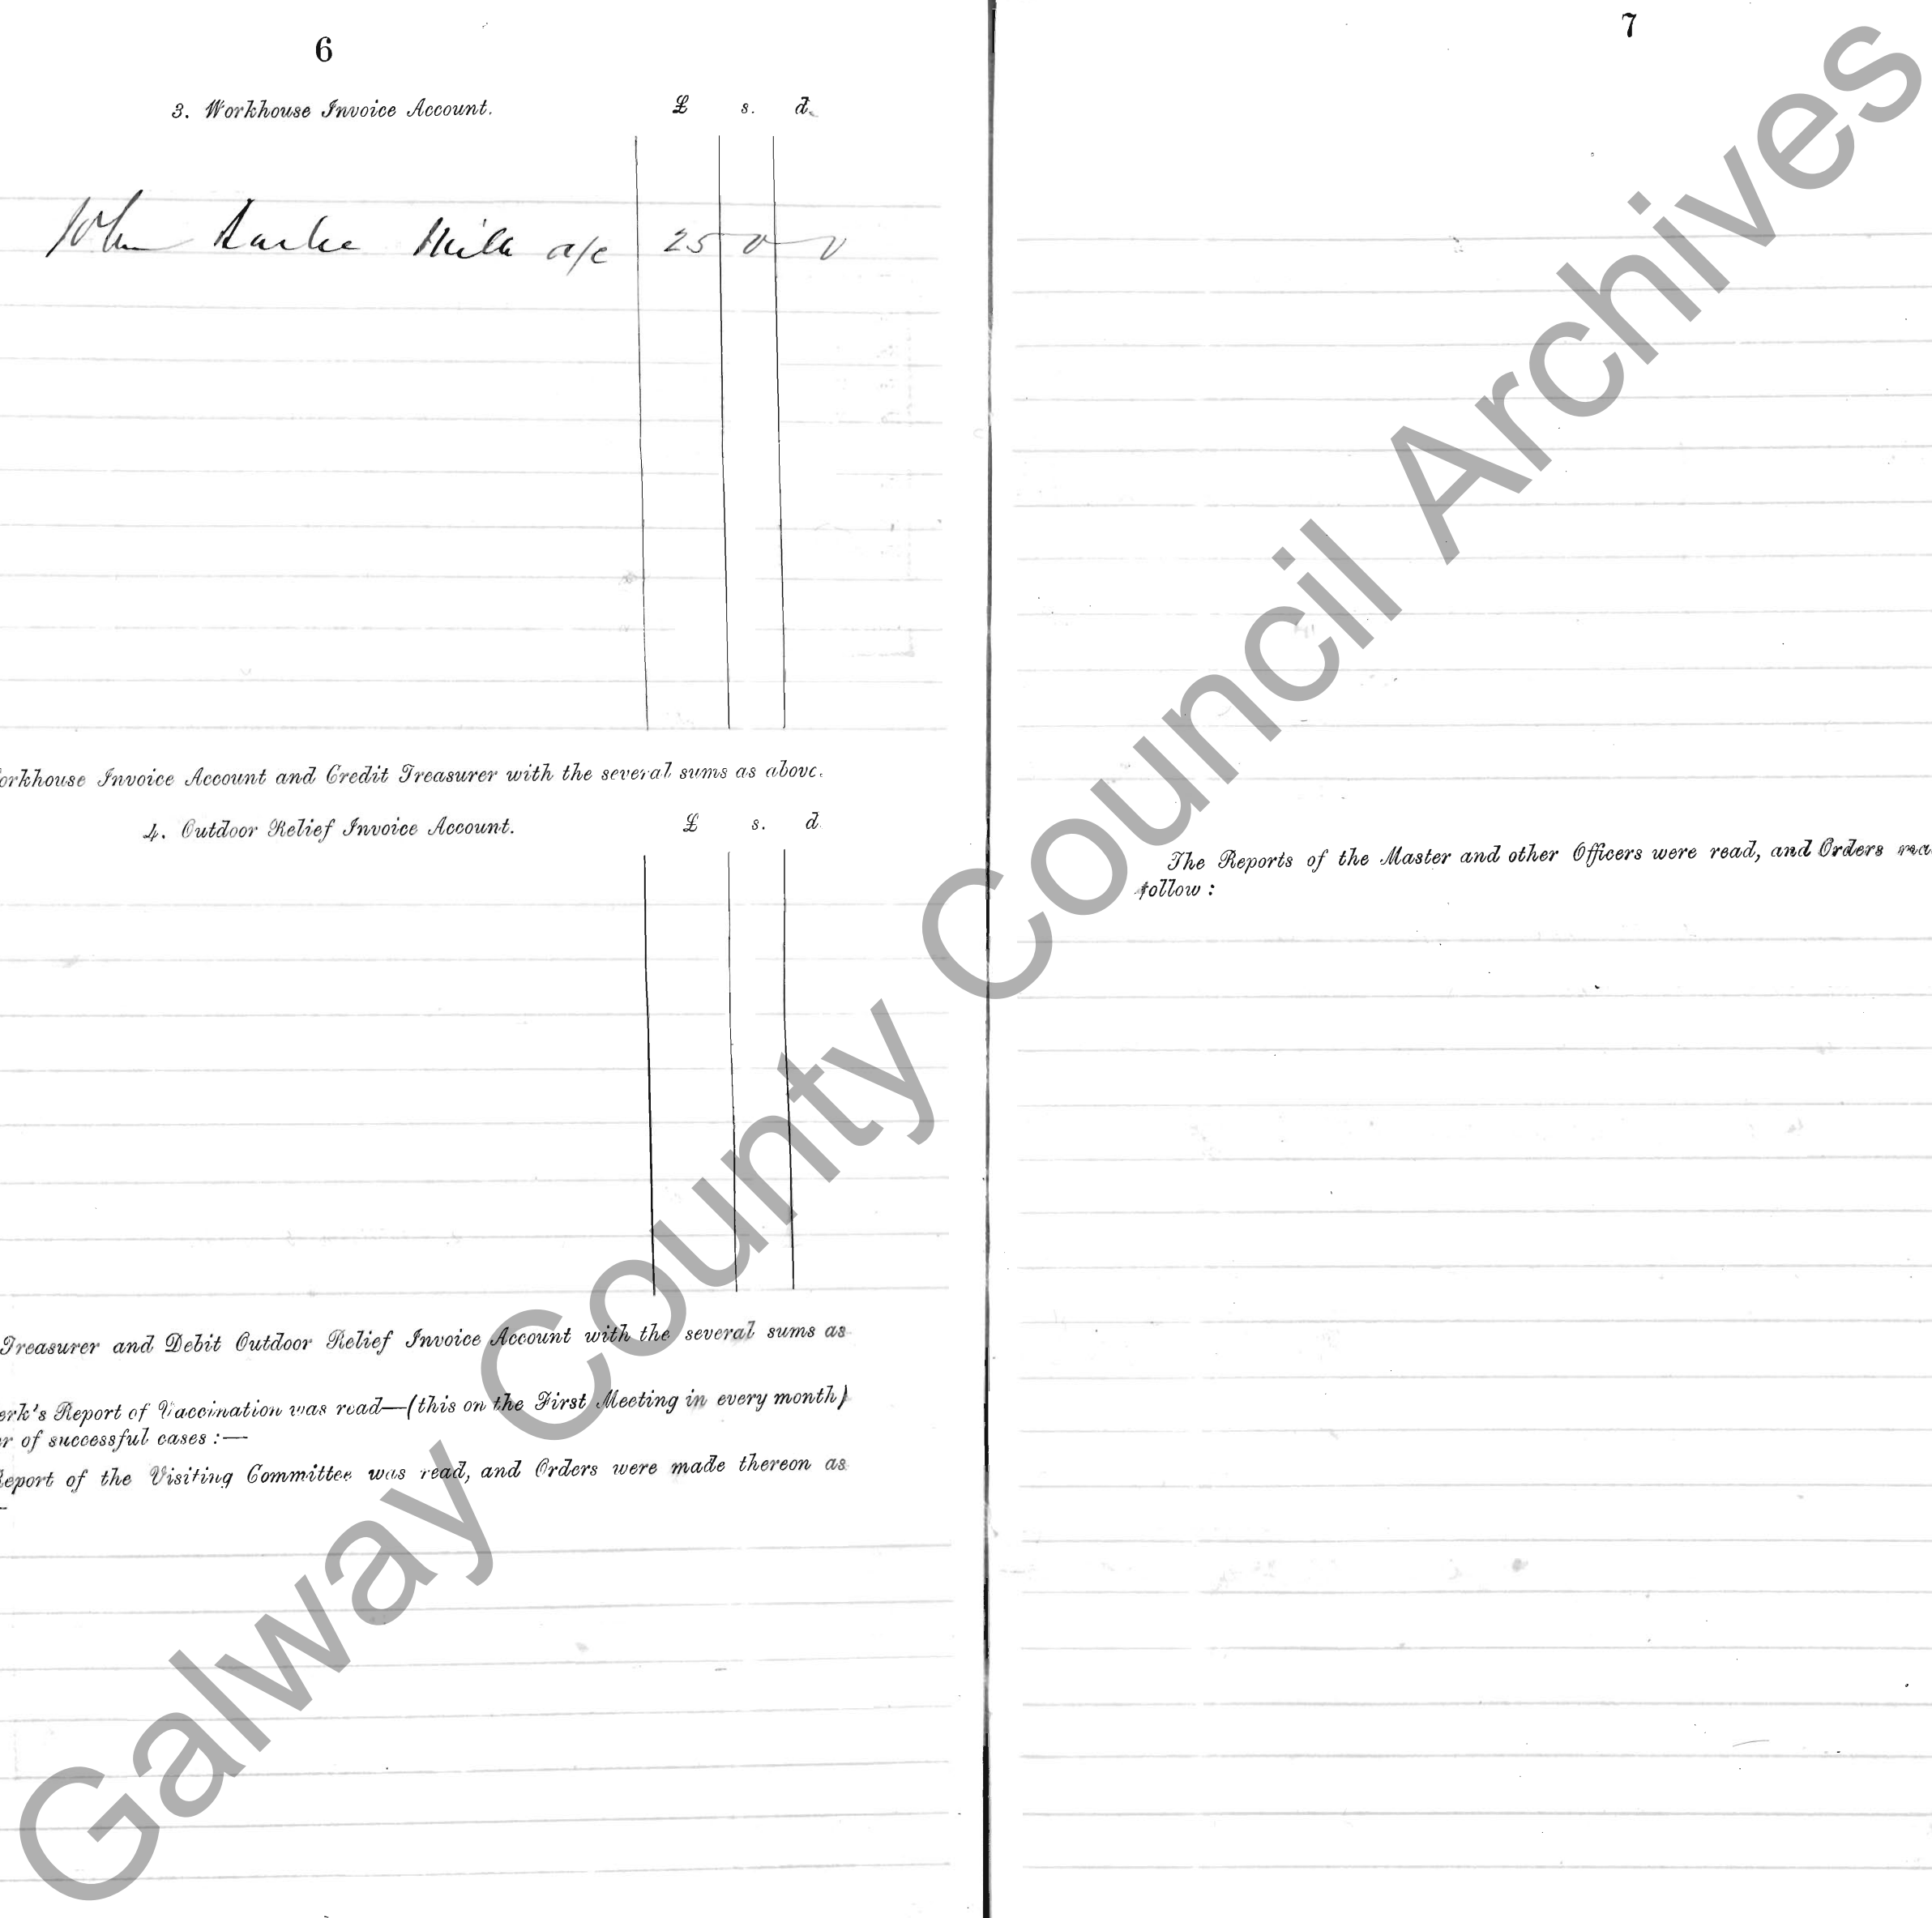 6
3. Workhouse Invoice Account. £ s. d.
John Milk a/c 25 0 0
orkhouse Invoice Account and Credit Treasurer with the several sums as above.
4. Outdoor Relief Invoice Account. £ s. d.
Treasurer and Debit Outdoor Relief Invoice Account with the several sums as
erk's Report of Vaccination was read—(this on the First Meeting in every month)
r of successful cases :—
Report of the Visiting Committee was read, and Orders were made thereon as
7
The Reports of the Master and other Officers were read, and Orders
follow :
Galway County Council Archives